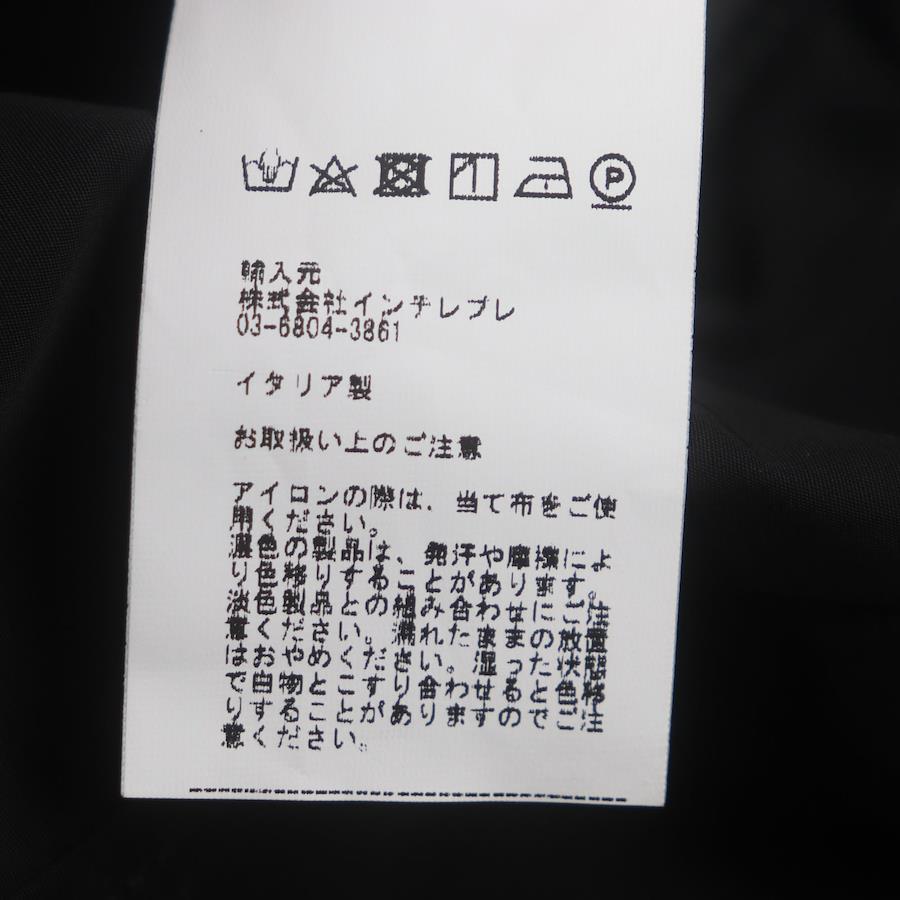 P
輸入元
株式会社インチレプレ
03-6804-3861
イタリア製
お取扱い上のご注意
アイロンの際は、当て布をご使
用ください。
濃色の製品は、発汗や摩擦によ
り色移りすることがあります。
淡色製品との組みあわせにご注
意ください。濡れたままの放置
はおやめください。湿った状態
で白物とこすり合わせると色移
りすることがありますのでご注
意ください。